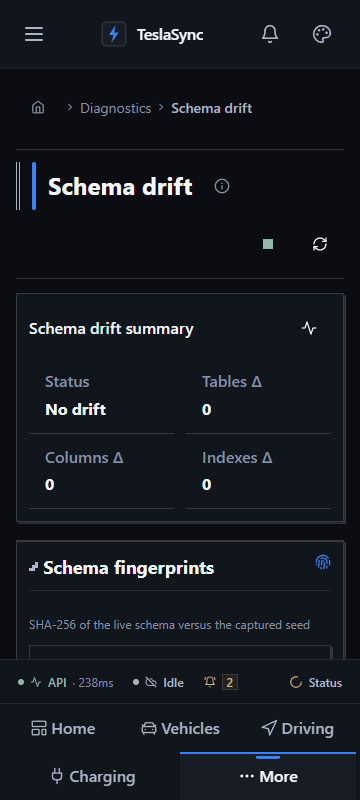 TeslaSync
Diagnostics
Schema drift
Schema drift
Schema drift summary
Status
Tables Δ
No drift
0
Columns Δ
Indexes Δ
0
0
Schema fingerprints
SHA-256 of the live schema versus the captured seed
API · 238ms
Idle
2
Status
Home
Vehicles
Driving
Charging
More